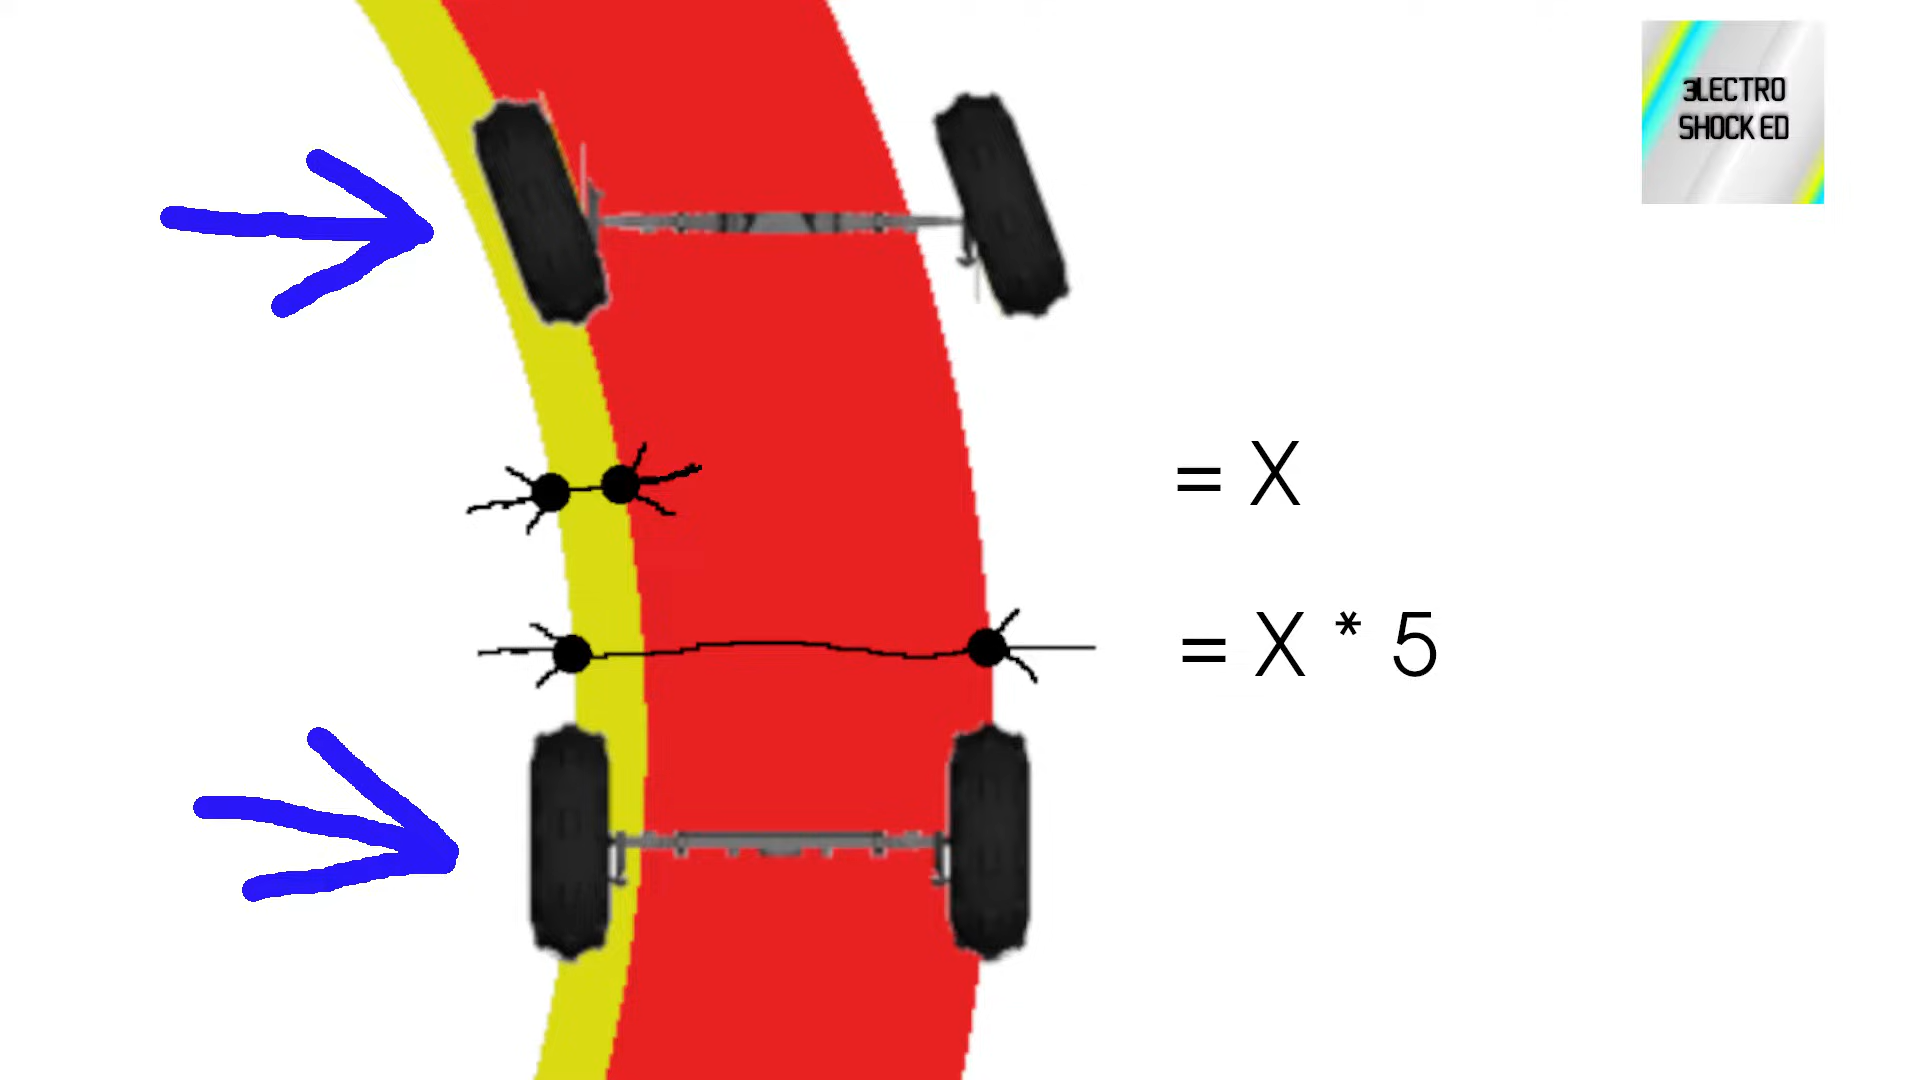 3LECTRO
SHOCK ED
= X
= X * 5